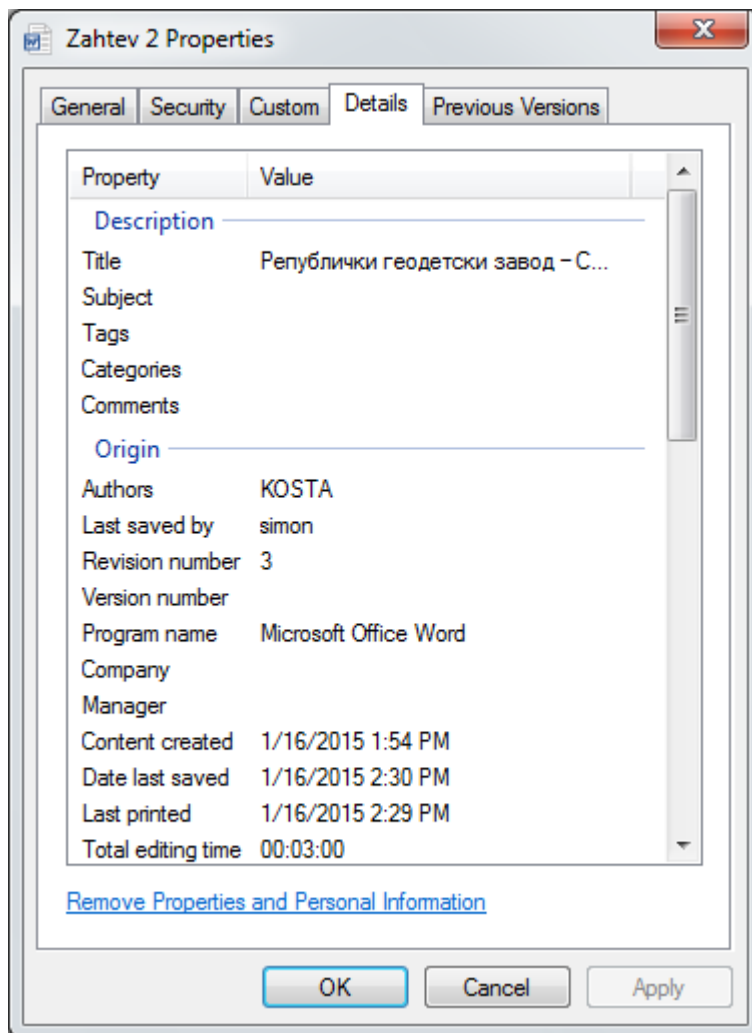 Zahtev 2 Properties
General Security Custom Details Previous Versions
Property Value
Description
Title Републички геодетски завод – С...
Subject
Tags
Categories
Comments
Origin
Authors KOSTA
Last saved by simon
Revision number 3
Version number
Program name Microsoft Office Word
Company
Manager
Content created 1/16/2015 1:54 PM
Date last saved 1/16/2015 2:30 PM
Last printed 1/16/2015 2:29 PM
Total editing time 00:03:00
Remove Properties and Personal Information
OK Cancel Apply